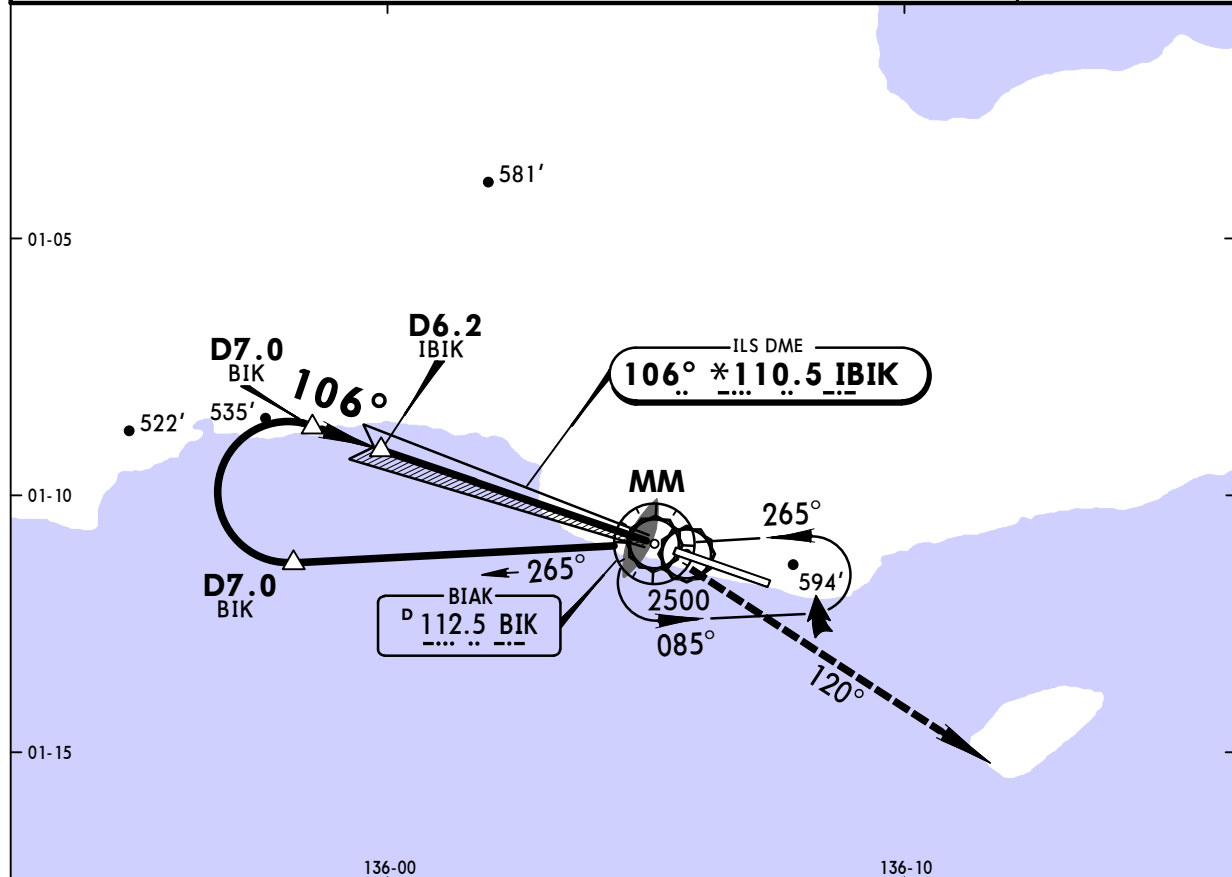 581'
01-05
D6.2
IBIK
D7.0
BIK
ILS DME
106° *110.5 IBIK
106°
535'
522'
MM
01-10
265°
265°
594'
D7.0
BIK
BIAK
D 112.5 BIK
2500
085°
120°
01-15
136-00
136-10